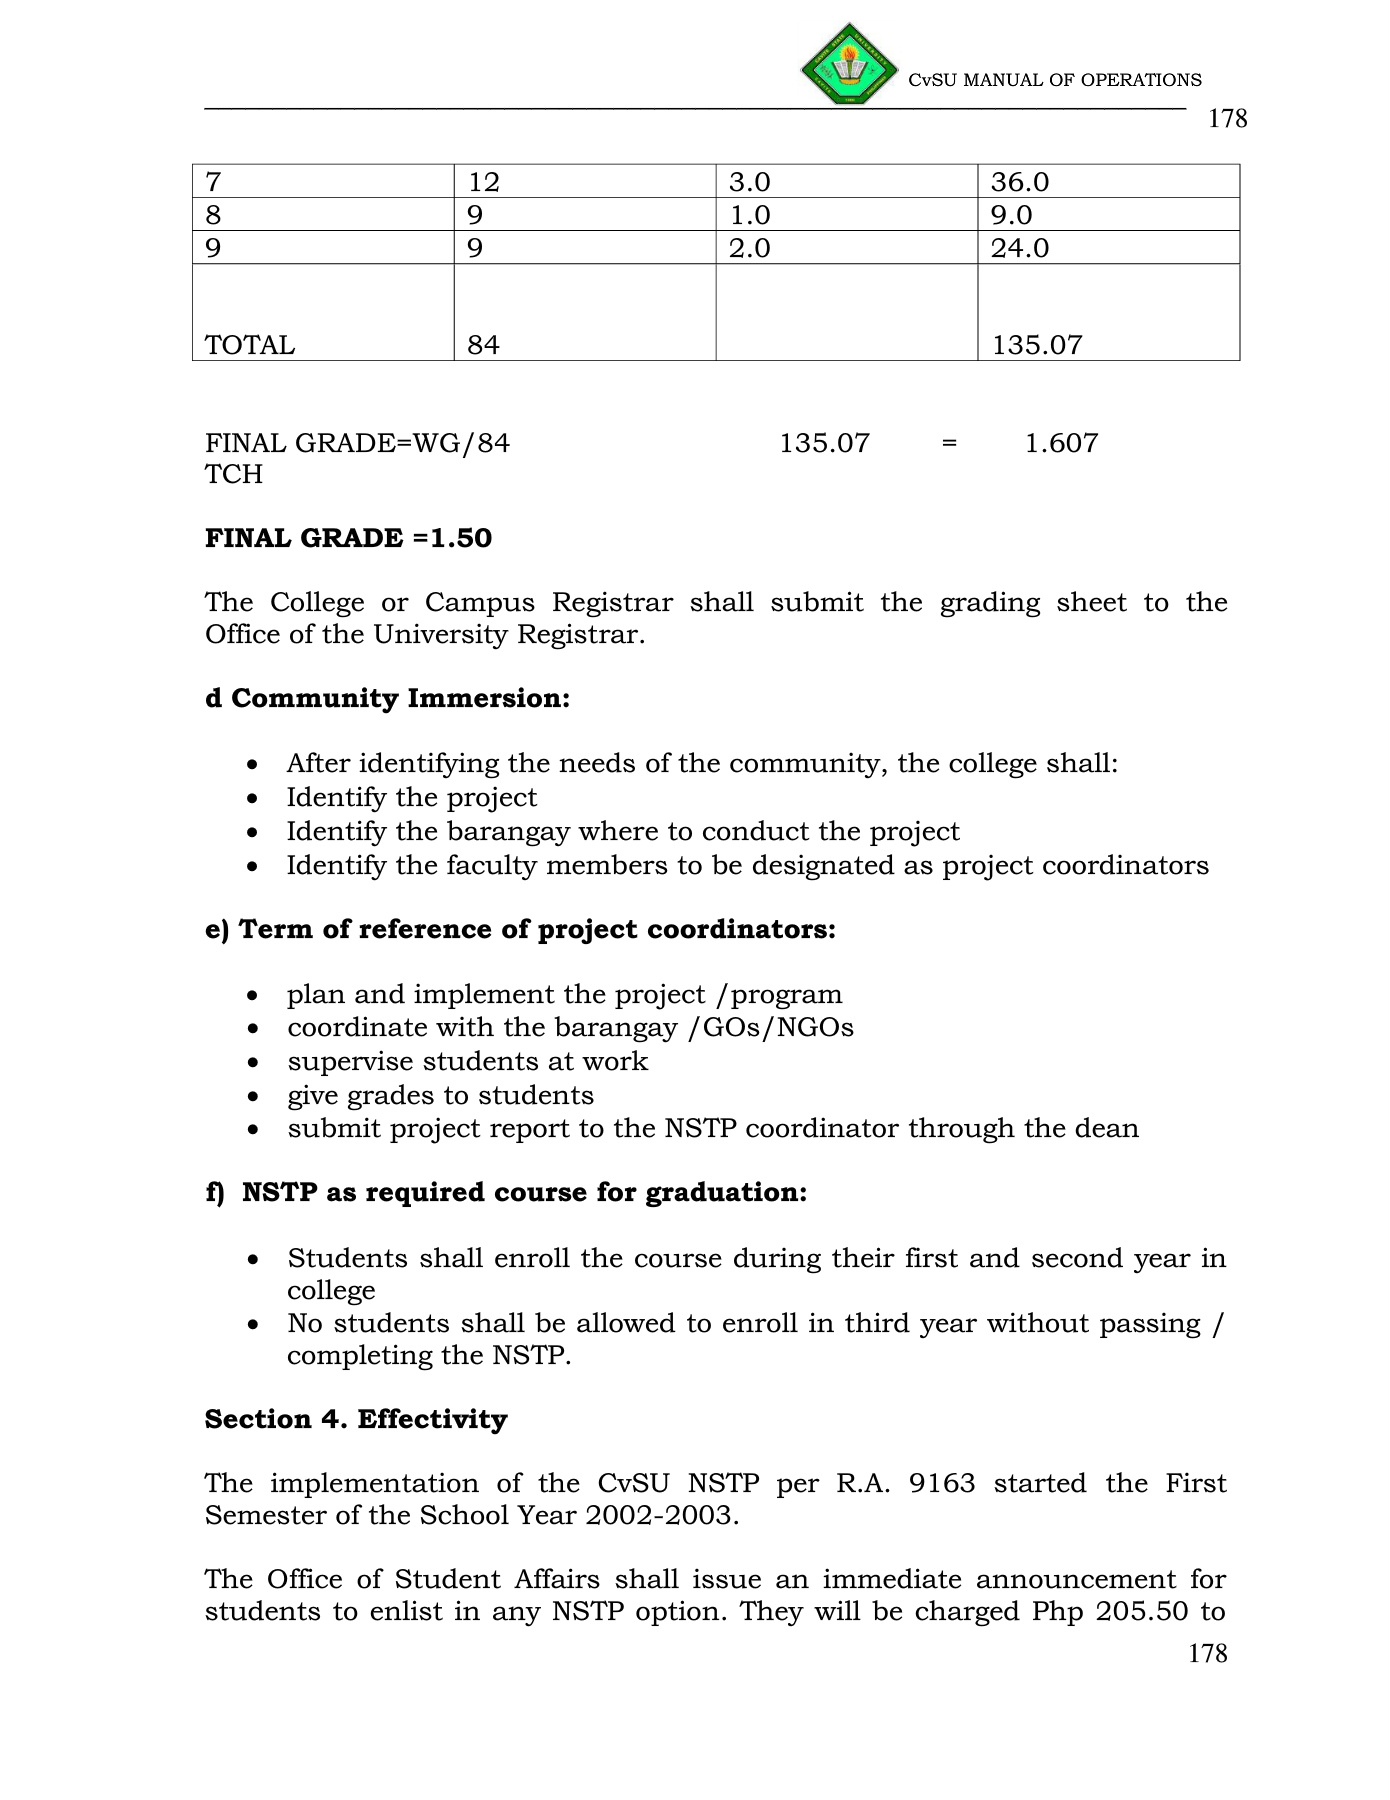 CvSU MANUAL OF OPERATIONS
178
7 12 3.0 36.0
8 9 1.0 9.0
9 9 2.0 24.0
TOTAL 84 135.07
FINAL GRADE=WG/84 135.07 = 1.607
TCH
FINAL GRADE =1.50
The College or Campus Registrar shall submit the grading sheet to the
Office of the University Registrar.
d Community Immersion:
• After identifying the needs of the community, the college shall:
• Identify the project
• Identify the barangay where to conduct the project
• Identify the faculty members to be designated as project coordinators
e) Term of reference of project coordinators:
• plan and implement the project /program
• coordinate with the barangay /GOs/NGOs
• supervise students at work
• give grades to students
• submit project report to the NSTP coordinator through the dean
f) NSTP as required course for graduation:
• Students shall enroll the course during their first and second year in
college
• No students shall be allowed to enroll in third year without passing /
completing the NSTP.
Section 4. Effectivity
The implementation of the CvSU NSTP per R.A. 9163 started the First
Semester of the School Year 2002-2003.
The Office of Student Affairs shall issue an immediate announcement for
students to enlist in any NSTP option. They will be charged Php 205.50 to
178